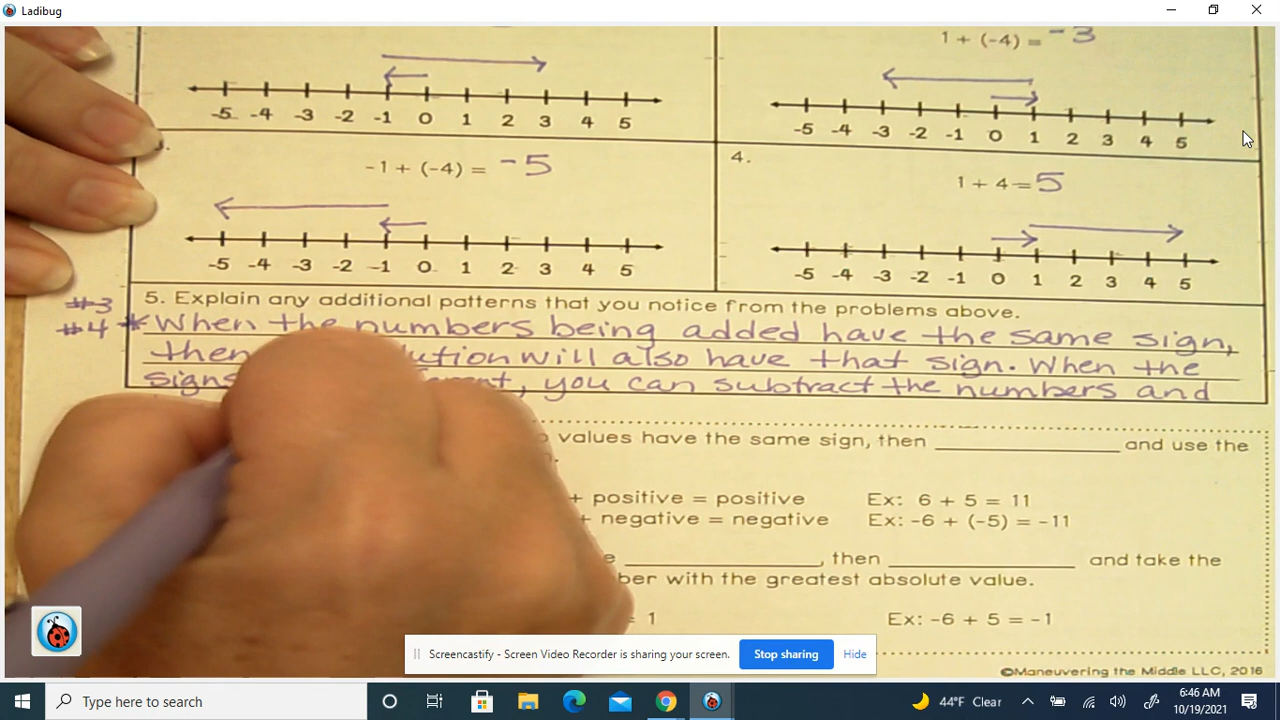 Ladibug
1 + (-4) = -3
-5 -4 -3 -2 -1 0 1 2 3 4 5
-5 -4 -3 -2 -1 0 1 2 3 4 5
-1 + (-4) = -5
4.
1 + 4 = 5
-5 -4 -3 -2 -1 0 1 2 3 4 5
-5 -4 -3 -2 -1 0 1 2 3 4 5
#3
5. Explain any additional patterns that you notice from the problems above.
#4 * When the numbers being added have the same sign,
then will also have that sign. When the
signs , you can subtract the numbers and
values have the same sign, then ____________ and use the
+ positive = positive Ex: 6 + 5 = 11
+ negative = negative Ex: -6 + (-5) = -11
____________, then ____________ and take the
with the greatest absolute value.
= 1 Ex: -6 + 5 = -1
Screencastify - Screen Video Recorder is sharing your screen. Stop sharing Hide
©Maneuvering the Middle LLC, 2016
Type here to search
44°F Clear
6:46 AM
10/19/2021